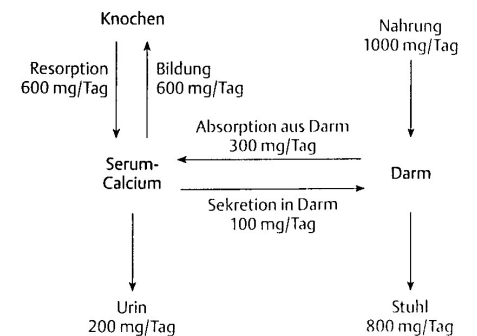 Knochen
Nahrung
1000 mg/Tag
Resorption
600 mg/Tag
Bildung
600 mg/Tag
Absorption aus Darm
300 mg/Tag
Serum-
Calcium
Darm
Sekretion in Darm
100 mg/Tag
Urin
200 mg/Tag
Stuhl
800 mg/Tag